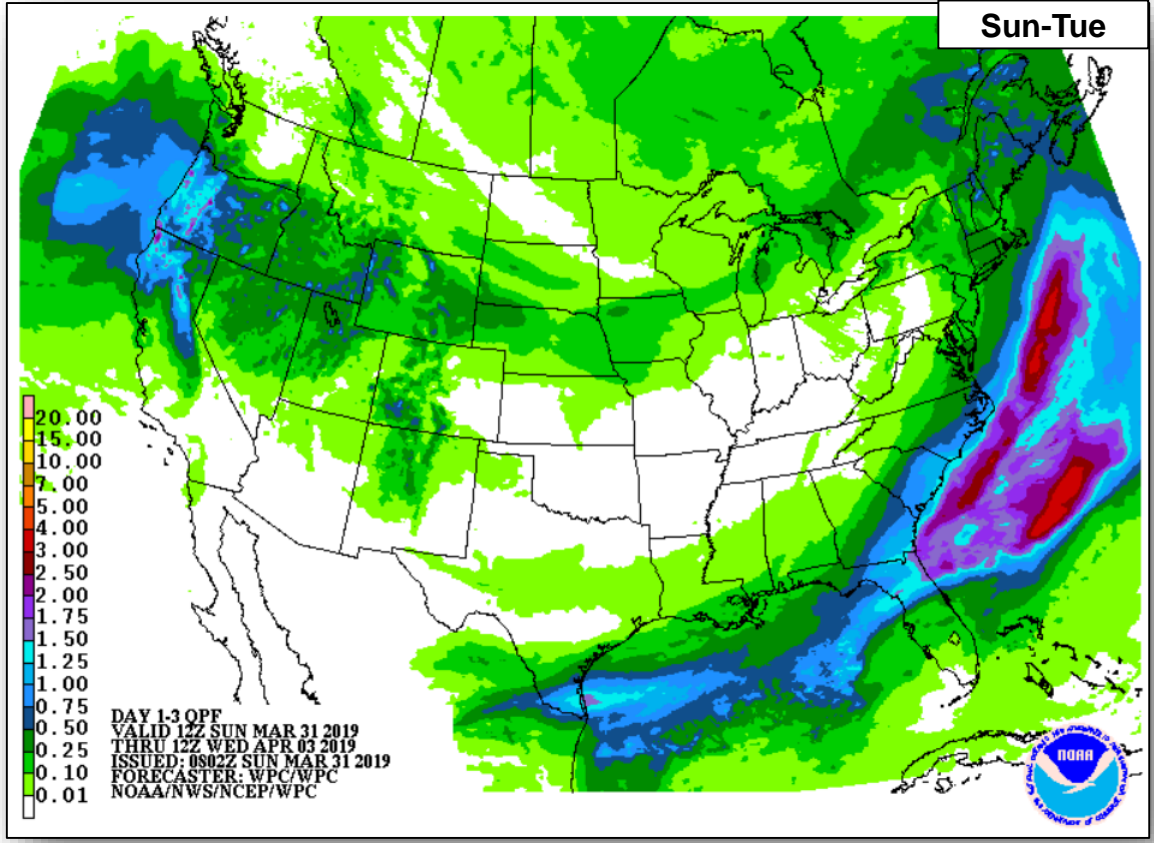 Sun-Tue
20.00
15.00
10.00
7.00
5.00
4.00
3.00
2.50
2.00
1.75
1.50
1.25
1.00
0.75
0.50
0.25
0.10
0.01
DAY 1-3 QPF
VALID 12Z SUN MAR 31 2019
THRU 12Z WED APR 03 2019
ISSUED: 0802Z SUN MAR 31 2019
FORECASTER: WPC/WPC
NOAA/NWS/NCEP/WPC
NOAA